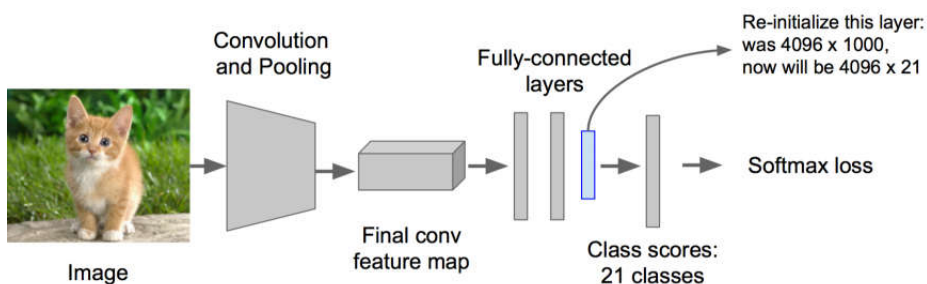 Convolution
and Pooling
Fully-connected
layers
Re-initialize this layer:
was 4096 x 1000,
now will be 4096 x 21
Softmax loss
Final conv
feature map
Class scores:
21 classes
Image